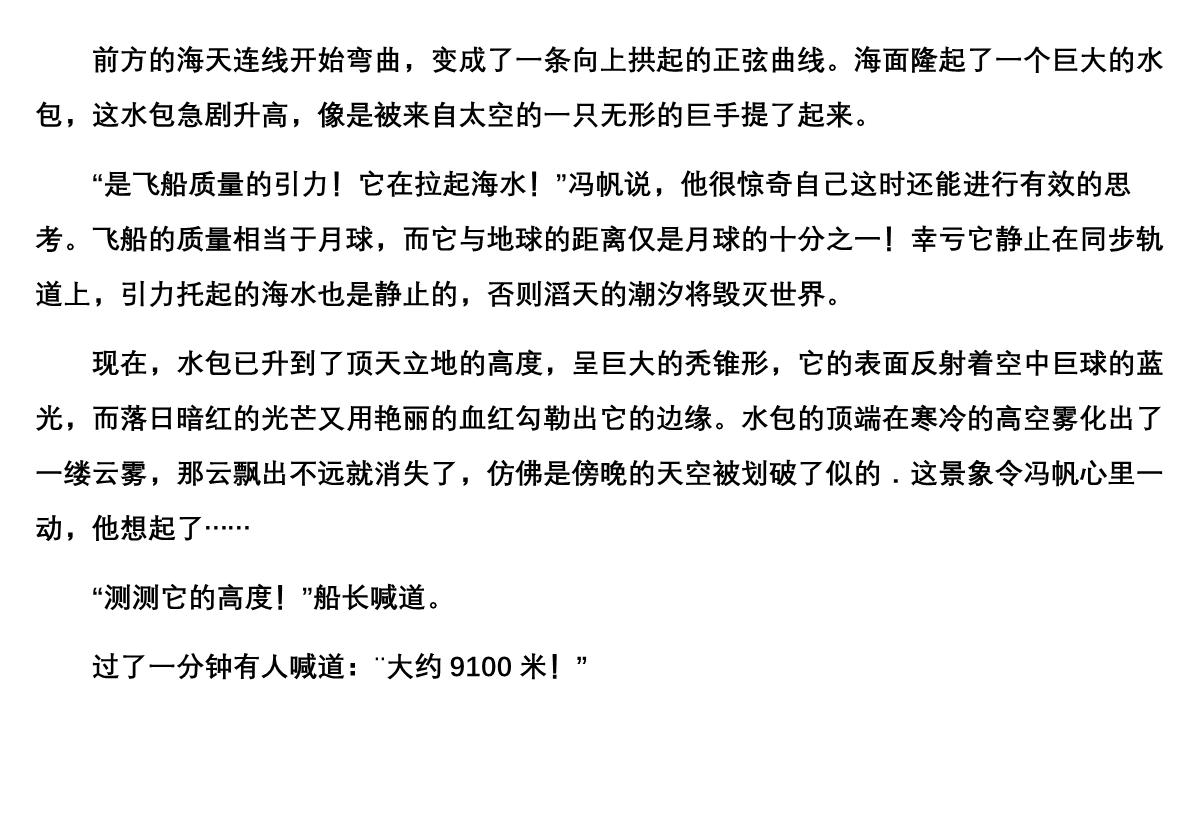 前方的海天连线开始弯曲，变成了一条向上拱起的正弦曲线。海面隆起了一个巨大的水
包，这水包急剧升高，像是被来自太空的一只无形的巨手提了起来。
“是飞船质量的引力！它在拉起海水！”冯帆说，他很惊奇自己这时还能进行有效的思
考。飞船的质量相当于月球，而它与地球的距离仅是月球的十分之一！幸亏它静止在同步轨
道上，引力托起的海水也是静止的，否则滔天的潮汐将毁灭世界。
现在，水包已升到了顶天立地的高度，呈巨大的秃锥形，它的表面反射着空中巨球的蓝
光，而落日暗红的光芒又用艳丽的血红勾勒出它的边缘。水包的顶端在寒冷的高空雾化出了
一缕云雾，那云飘出不远就消失了，仿佛是傍晚的天空被划破了似的．这景象令冯帆心里一
动，他想起了……
“测测它的高度！”船长喊道。
过了一分钟有人喊道：¨大约 9100 米！”